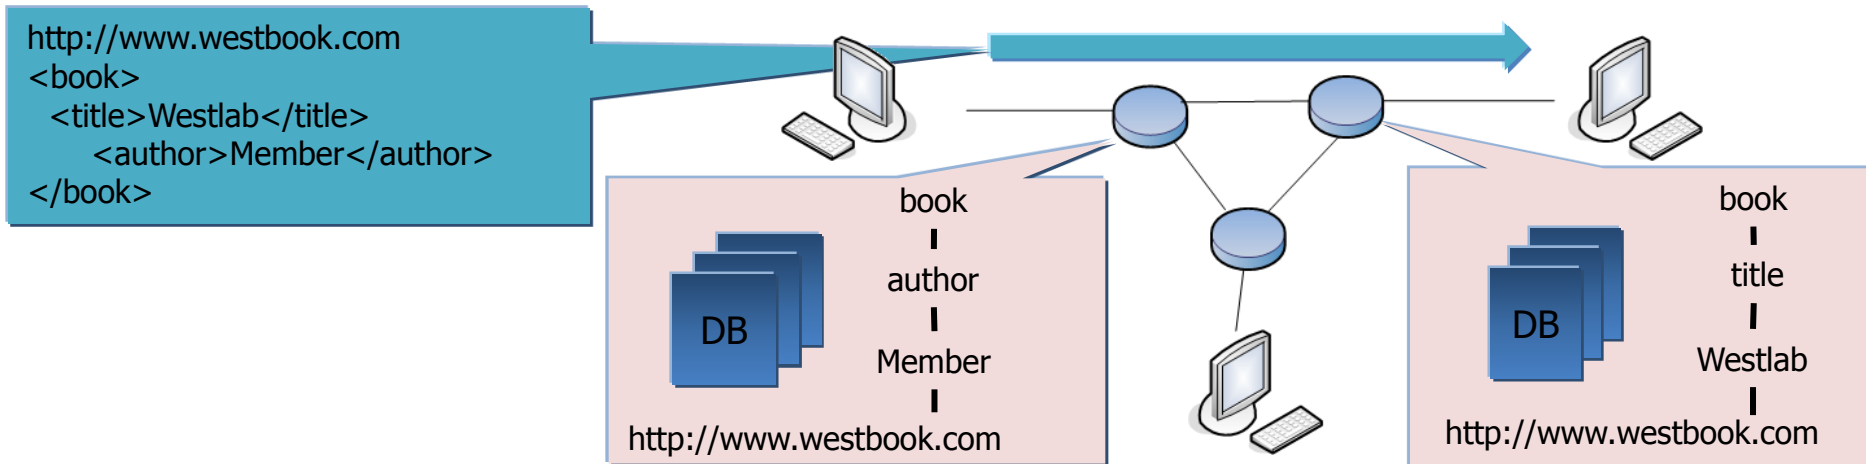 http://www.westbook.com
<book>
<title>Westlab</title>
<author>Member</author>
</book>
book
author
DB
Member
http://www.westbook.com
book
title
DB
Westlab
http://www.westbook.com